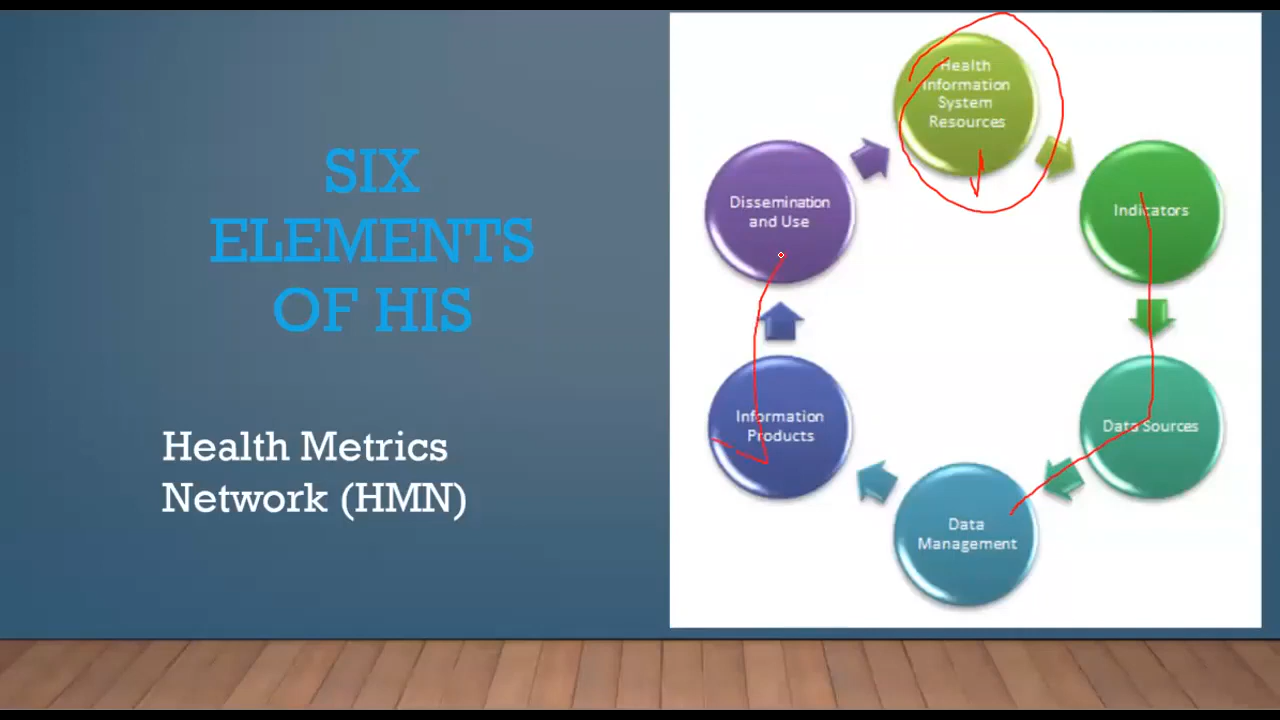 SIX
ELEMENTS
OF HIS
Health Metrics
Network (HMN)
Health
Information
System
Resources
Indicators
Data Sources
Data
Management
Information
Products
Dissemination
and Use